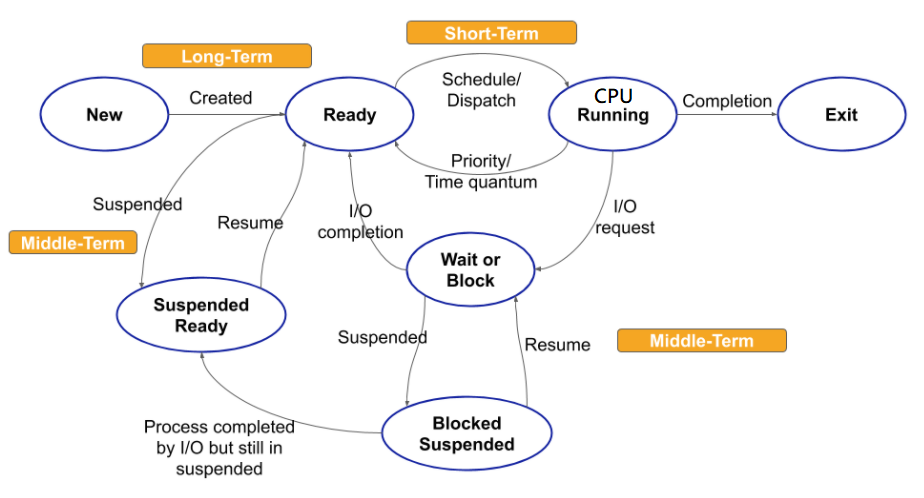 Short-Term
Long-Term
Schedule/
Dispatch
CPU
Created
Completion
New
Ready
Running
Exit
Priority/
Time quantum
Suspended
Resume
I/O
completion
I/O
request
Middle-Term
Wait or
Block
Suspended
Ready
Suspended
Resume
Middle-Term
Process completed
by I/O but still in
suspended
Blocked
Suspended